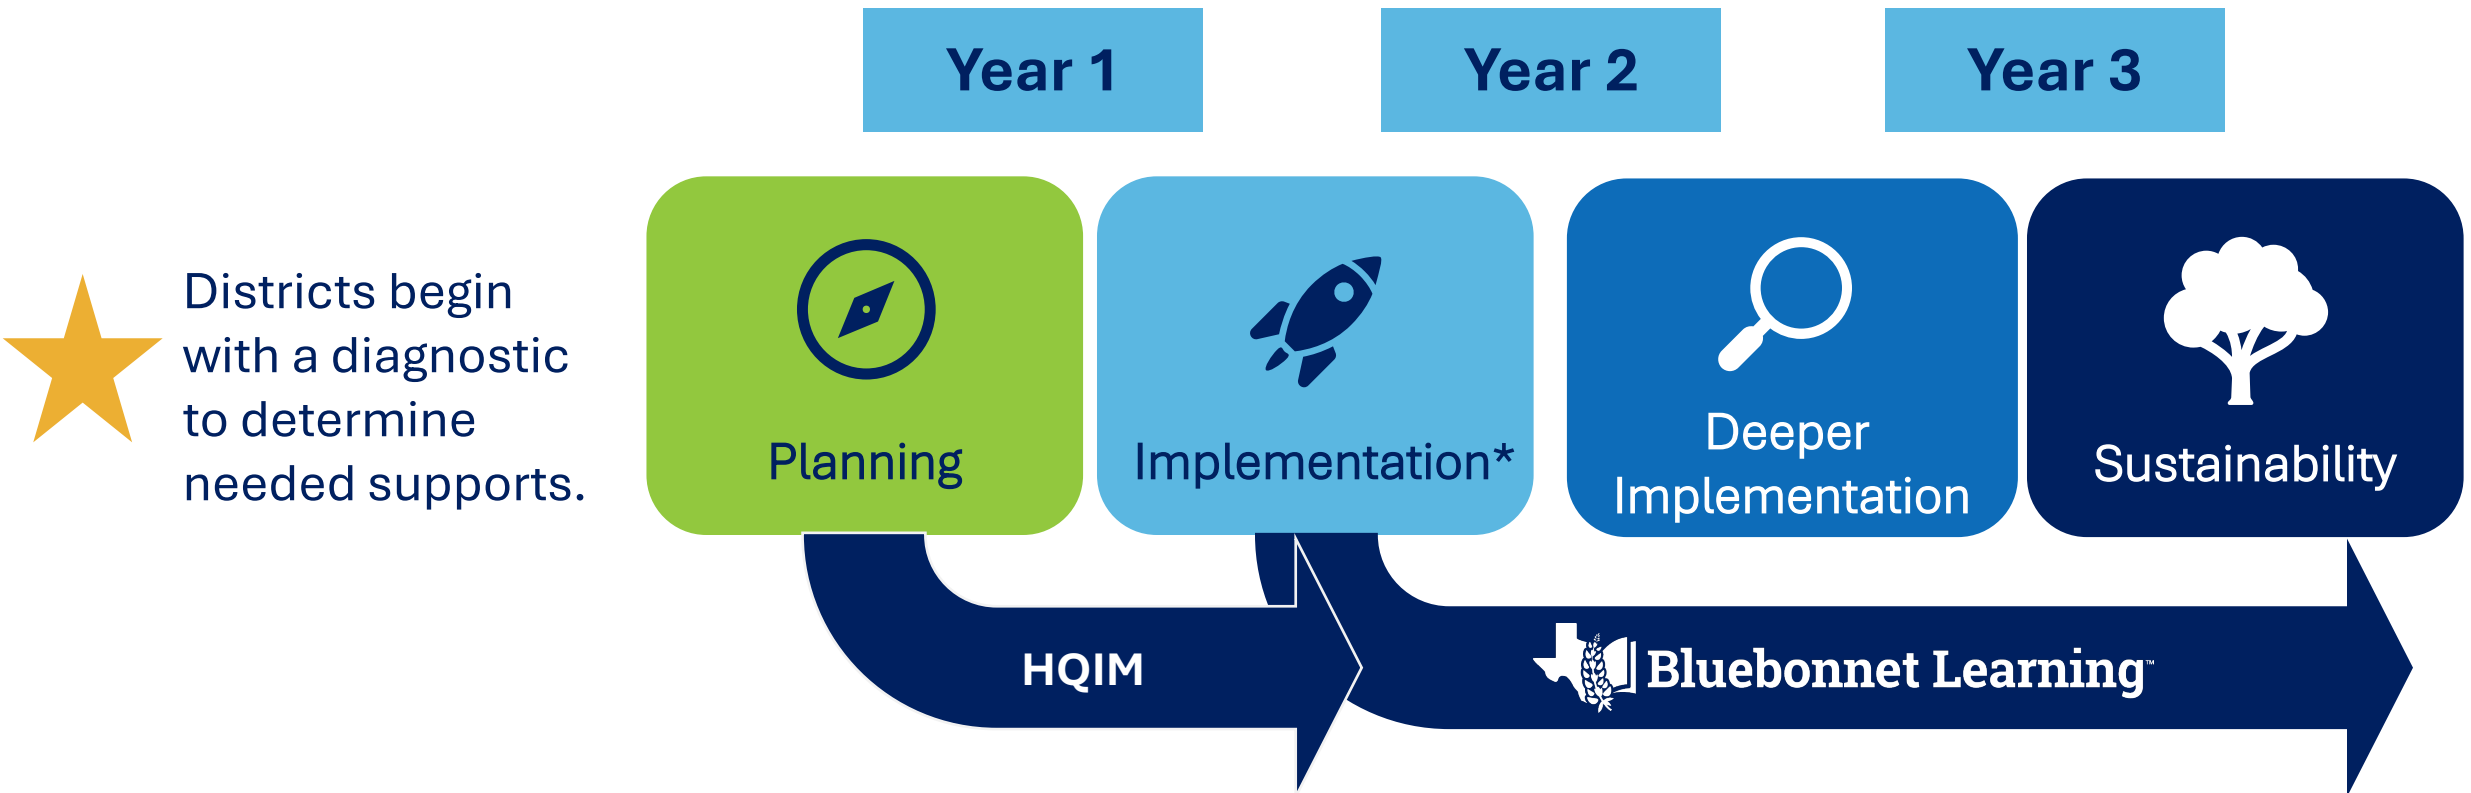 Year 1
Year 2
Year 3
Districts begin
with a diagnostic
to determine
needed supports.
Planning
Implementation*
Deeper
Implementation
Sustainability
HQIM
Bluebonnet Learning™